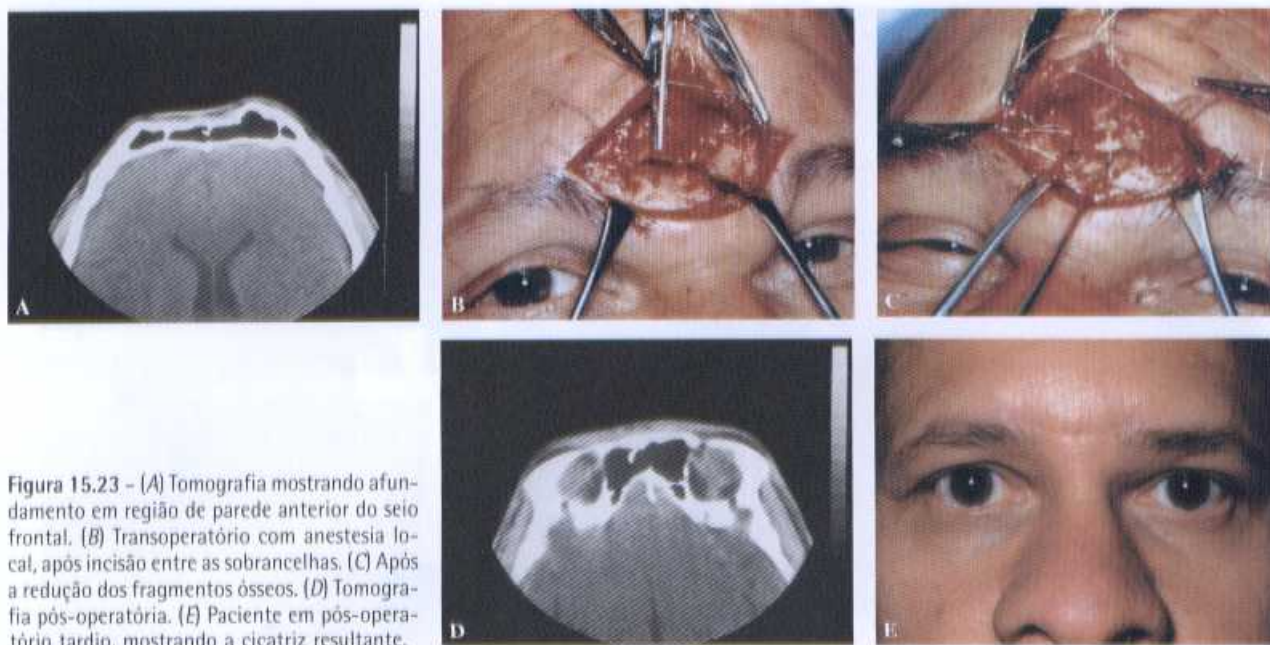 A
B
C
D
E
Figura 15.23 – (A) Tomografia mostrando afun-
damento em região de parede anterior do seio
frontal. (B) Transoperatório com anestesia lo-
cal, após incisão entre as sobrancelhas. (C) Após
a redução dos fragmentos ósseos. (D) Tomogra-
fia pós-operatória. (E) Paciente em pós-opera-
tório tardio, mostrando a cicatriz resultante.